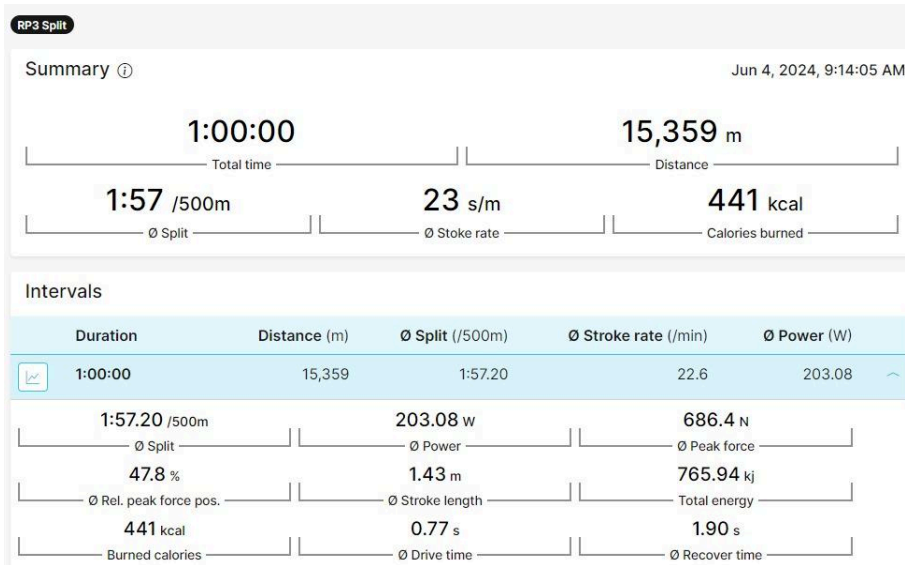 RP3 Split
Summary Jun 4, 2024, 9:14:05 AM
1:00:00 15,359 m
Total time Distance
1:57 /500m 23 s/m 441 kcal
Ø Split Ø Stoke rate Calories burned
Intervals
Duration Distance (m) Ø Split (/500m) Ø Stroke rate (/min) Ø Power (W)
1:00:00 15,359 1:57.20 22.6 203.08
1:57.20 /500m 203.08 W 686.4 N
Ø Split Ø Power Ø Peak force
47.8 % 1.43 m 765.94 kj
Ø Rel. peak force pos. Ø Stroke length Total energy
441 kcal 0.77 s 1.90 s
Burned calories Ø Drive time Ø Recover time